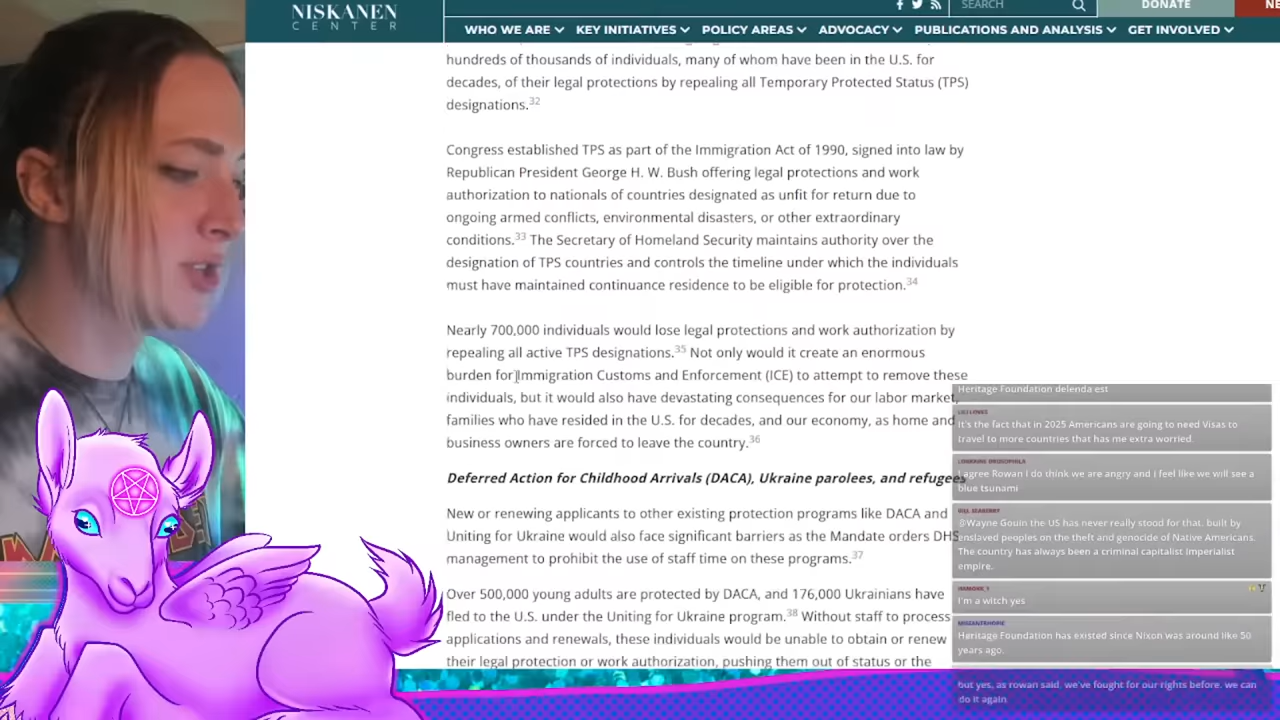 NISKANEN
CENTER
SEARCH
DONATE
NE
WHO WE ARE
KEY INITIATIVES
POLICY AREAS
ADVOCACY
PUBLICATIONS AND ANALYSIS
GET INVOLVED
hundreds of thousands of individuals, many of whom have been in the U.S. for
decades, of their legal protections by repealing all Temporary Protected Status (TPS)
designations.32
Congress established TPS as part of the Immigration Act of 1990, signed into law by
Republican President George H. W. Bush offering legal protections and work
authorization to nationals of countries designated as unfit for return due to
ongoing armed conflicts, environmental disasters, or other extraordinary
conditions.33 The Secretary of Homeland Security maintains authority over the
designation of TPS countries and controls the timeline under which the individuals
must have maintained continuance residence to be eligible for protection.34
Nearly 700,000 individuals would lose legal protections and work authorization by
repealing all active TPS designations.35 Not only would it create an enormous
burden for Immigration Customs and Enforcement (ICE) to attempt to remove these
individuals, but it would also have devastating consequences for our labor market,
families who have resided in the U.S. for decades, and our economy, as home and
business owners are forced to leave the country.36
Deferred Action for Childhood Arrivals (DACA), Ukraine parolees, and refugees
New or renewing applicants to other existing protection programs like DACA and
Uniting for Ukraine would also face significant barriers as the Mandate orders DHS
management to prohibit the use of staff time on these programs.37
Over 500,000 young adults are protected by DACA, and 176,000 Ukrainians have
fled to the U.S. under the Uniting for Ukraine program.38 Without staff to process
applications and renewals, these individuals would be unable to obtain or renew
their legal protection or work authorization, pushing them out of status or the
Heritage Foundation delenda est
It's the fact that in 2025 Americans are going to need Visas to
travel to more countries that has me extra worried.
I agree Rowan I do think we are angry and i feel like we will see a
blue tsunami
@Wayne Gouin the US has never really stood for that. built by
enslaved peoples on the theft and genocide of Native Americans.
The country has always been a criminal capitalist imperialist
empire.
I'm a witch yes
MISEANTRHOPIC
Heritage Foundation has existed since Nixon was around like 50
years ago.
but yes, as rowan said. we've fought for our rights before. we can
do it again